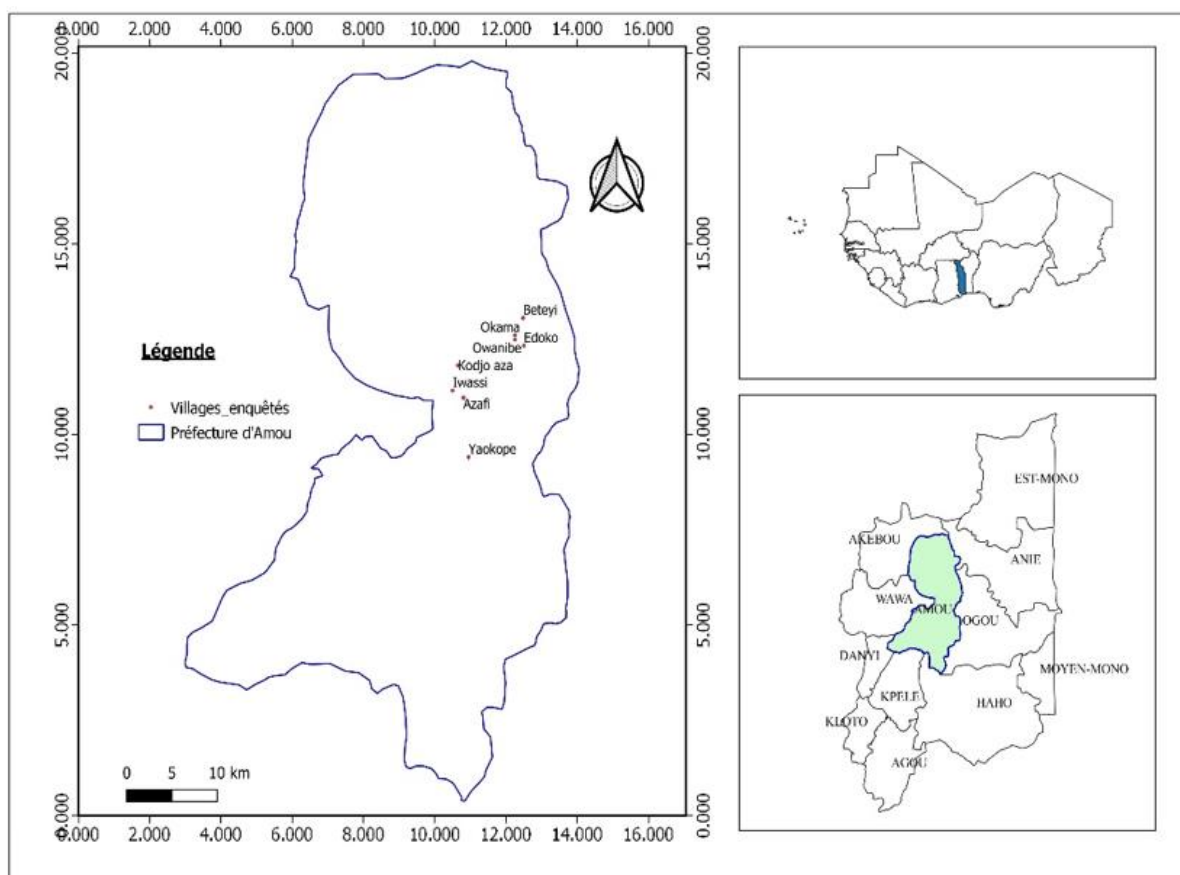 0.000 2.000 4.000 6.000 8.000 10.000 12.000 14.000 16.000
20.000
20.000
15.000
15.000
Beteyi
Okama
Edoko
Owanibe
Légende
Kodjo aza
Iwassi
Villages_enquêtés
Azafi
Préfecture d'Amou
10.000
10.000
Yaokope
5.000
5.000
0 5 10 km
0.000
0.000
0.000 2.000 4.000 6.000 8.000 10.000 12.000 14.000 16.000
EST-MONO
AKEBOU
ANIE
WAWA
AMOU
OGOU
DANYI
MOYEN-MONO
KPELE
HAHO
KLOTO
AGOU